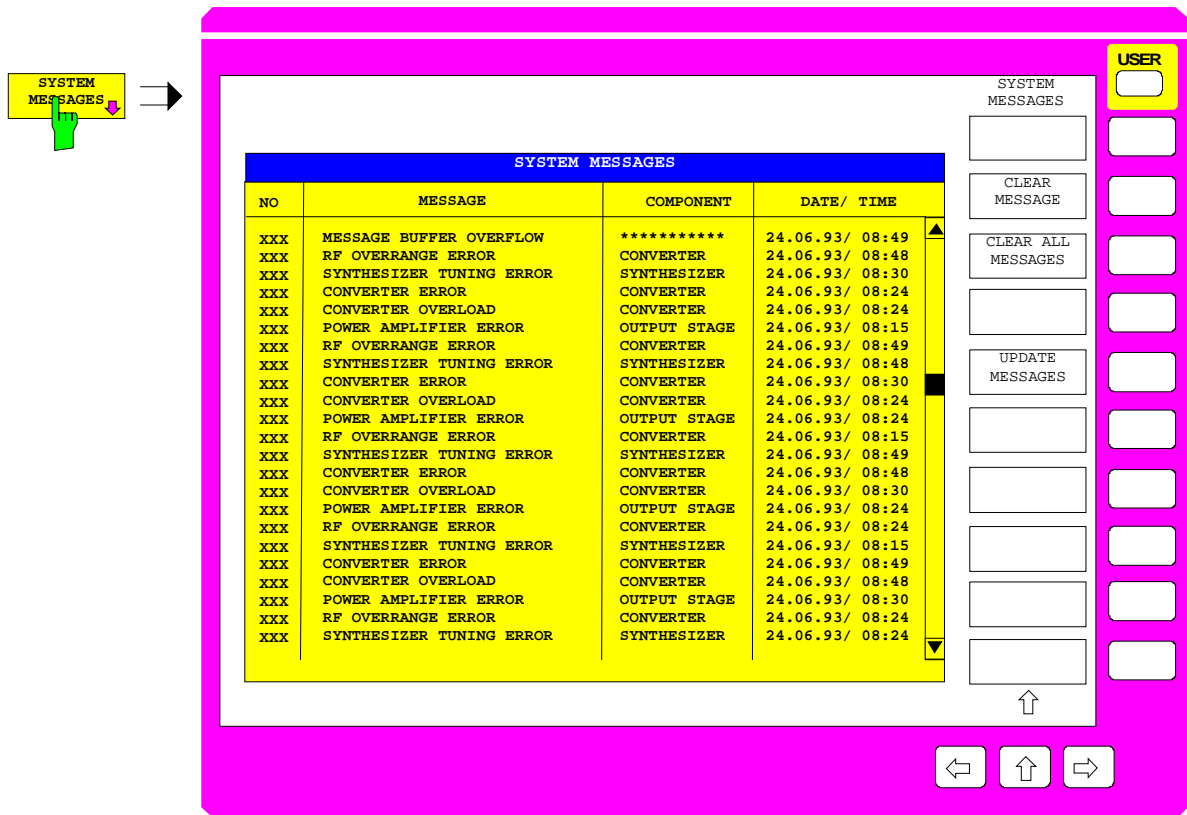 SYSTEM
MESSAGES
USER
SYSTEM
MESSAGES
SYSTEM MESSAGES
NO MESSAGE COMPONENT DATE/ TIME
XXX MESSAGE BUFFER OVERFLOW *********** 24.06.93/ 08:49
XXX RF OVERRANGE ERROR CONVERTER 24.06.93/ 08:48
XXX SYNTHESIZER TUNING ERROR SYNTHESIZER 24.06.93/ 08:30
XXX CONVERTER ERROR CONVERTER 24.06.93/ 08:24
XXX CONVERTER OVERLOAD CONVERTER 24.06.93/ 08:24
XXX POWER AMPLIFIER ERROR OUTPUT STAGE 24.06.93/ 08:15
XXX RF OVERRANGE ERROR CONVERTER 24.06.93/ 08:49
XXX SYNTHESIZER TUNING ERROR SYNTHESIZER 24.06.93/ 08:48
XXX CONVERTER ERROR CONVERTER 24.06.93/ 08:30
XXX CONVERTER OVERLOAD CONVERTER 24.06.93/ 08:24
XXX POWER AMPLIFIER ERROR OUTPUT STAGE 24.06.93/ 08:24
XXX RF OVERRANGE ERROR CONVERTER 24.06.93/ 08:15
XXX SYNTHESIZER TUNING ERROR SYNTHESIZER 24.06.93/ 08:49
XXX CONVERTER ERROR CONVERTER 24.06.93/ 08:48
XXX CONVERTER OVERLOAD CONVERTER 24.06.93/ 08:30
XXX POWER AMPLIFIER ERROR OUTPUT STAGE 24.06.93/ 08:24
XXX RF OVERRANGE ERROR CONVERTER 24.06.93/ 08:24
XXX SYNTHESIZER TUNING ERROR SYNTHESIZER 24.06.93/ 08:15
XXX CONVERTER ERROR CONVERTER 24.06.93/ 08:49
XXX CONVERTER OVERLOAD CONVERTER 24.06.93/ 08:48
XXX POWER AMPLIFIER ERROR OUTPUT STAGE 24.06.93/ 08:30
XXX RF OVERRANGE ERROR CONVERTER 24.06.93/ 08:24
XXX SYNTHESIZER TUNING ERROR SYNTHESIZER 24.06.93/ 08:24
CLEAR
MESSAGE
CLEAR ALL
MESSAGES
UPDATE
MESSAGES